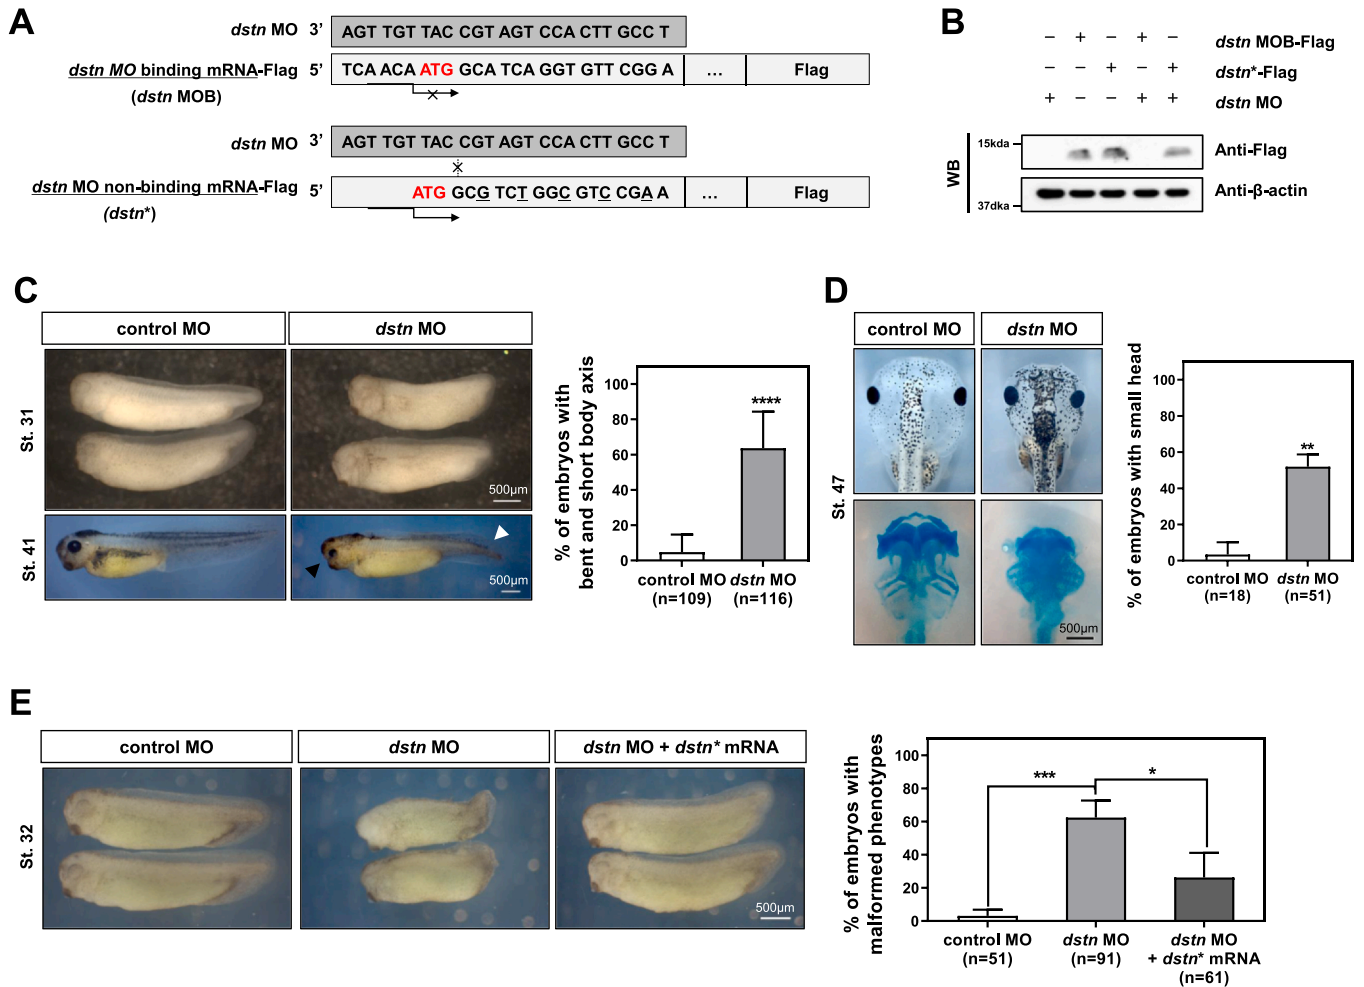 A
dstn MO 3’ AGT TGT TAC CGT AGT CCA CTT GCC T
dstn MO binding mRNA-Flag 5’ TCA ACA ATG GCA TCA GGT GTT CGG A ... Flag
(dstn MOB)
dstn MO 3’ AGT TGT TAC CGT AGT CCA CTT GCC T
dstn MO non-binding mRNA-Flag 5’ ATG GCG TCT GGC GTC CGA A ... Flag
(dstn*)
B
− + − + − dstn MOB-Flag
− − + − + dstn*-Flag
+ − − + + dstn MO
WB
15kda
Anti-Flag
Anti-β-actin
37dka
C
control MO dstn MO
St. 31
500μm
St. 41
500μm
% of embryos with
bent and short body axis
100
80
60
40
20
0
****
control MO dstn MO
(n=109) (n=116)
D
control MO dstn MO
St. 47
500μm
% of embryos with small head
100
80
60
40
20
0
**
control MO dstn MO
(n=18) (n=51)
E
control MO dstn MO dstn MO + dstn* mRNA
St. 32
500μm
% of embryos with
malformed phenotypes
100
80
60
40
20
0
*** *
control MO dstn MO dstn MO
(n=51) (n=91) + dstn* mRNA
(n=61)